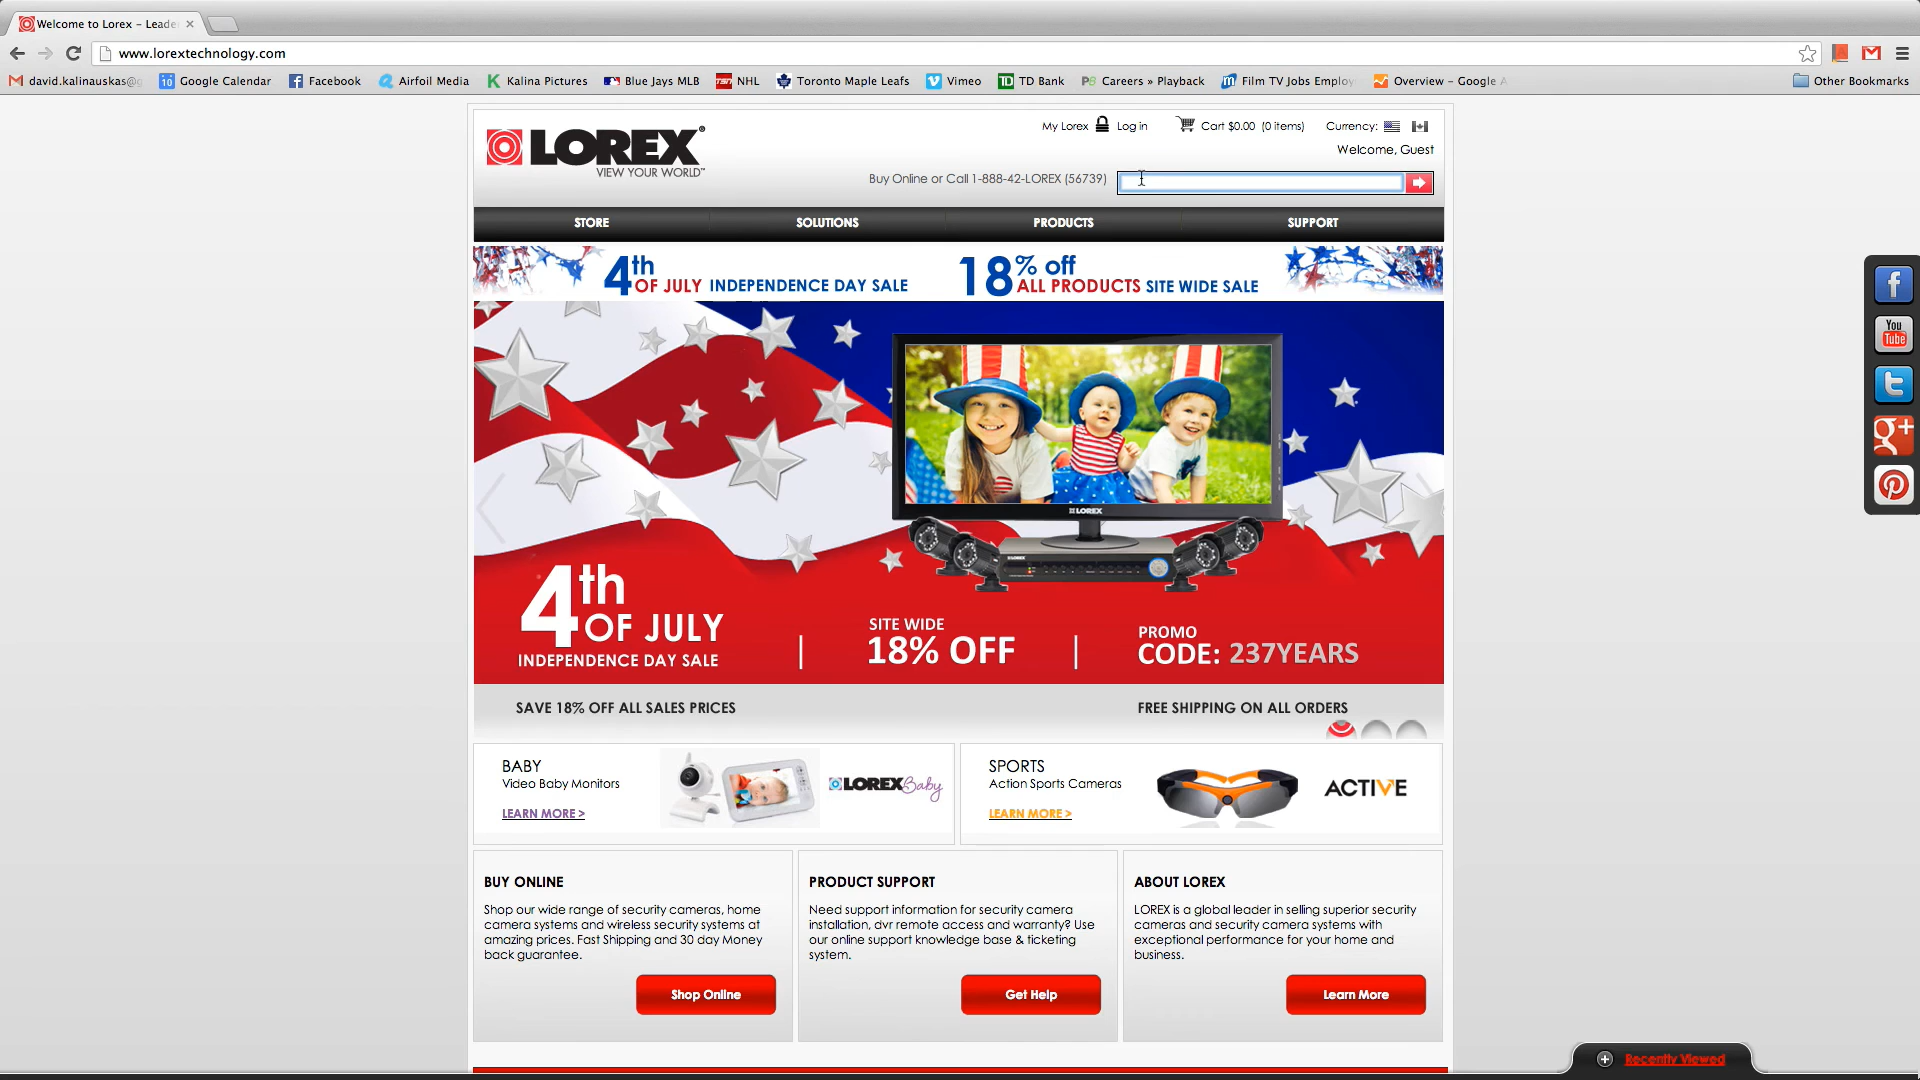 Welcome to Lorex – Leade
www.lorextechnology.com
david.kalinauskas@g
Google Calendar
Facebook
Airfoil Media
Kalina Pictures
Blue Jays MLB
NHL
Toronto Maple Leafs
Vimeo
TD Bank
Careers » Playback
Film TV Jobs Employ
Overview – Google A
Other Bookmarks
LOREX®
VIEW YOUR WORLD™
My Lorex
Log in
Cart $0.00 (0 items)
Currency:
Welcome, Guest
Buy Online or Call 1-888-42-LOREX (56739)
STORE
SOLUTIONS
PRODUCTS
SUPPORT
4th
OF JULY INDEPENDENCE DAY SALE
18% off
ALL PRODUCTS SITE WIDE SALE
LOREX
4th
OF JULY
INDEPENDENCE DAY SALE
SITE WIDE
18% OFF
PROMO
CODE: 237YEARS
SAVE 18% OFF ALL SALES PRICES
FREE SHIPPING ON ALL ORDERS
BABY
Video Baby Monitors
LEARN MORE >
LOREX Baby
SPORTS
Action Sports Cameras
LEARN MORE >
ACTIVE
BUY ONLINE
Shop our wide range of security cameras, home
camera systems and wireless security systems at
amazing prices. Fast Shipping and 30 day Money
back guarantee.
Shop Online
PRODUCT SUPPORT
Need support information for security camera
installation, dvr remote access and warranty? Use
our online support knowledge base & ticketing
system.
Get Help
ABOUT LOREX
LOREX is a global leader in selling superior security
cameras and security camera systems with
exceptional performance for your home and
business.
Learn More
You
Tube
g+
Recently Viewed